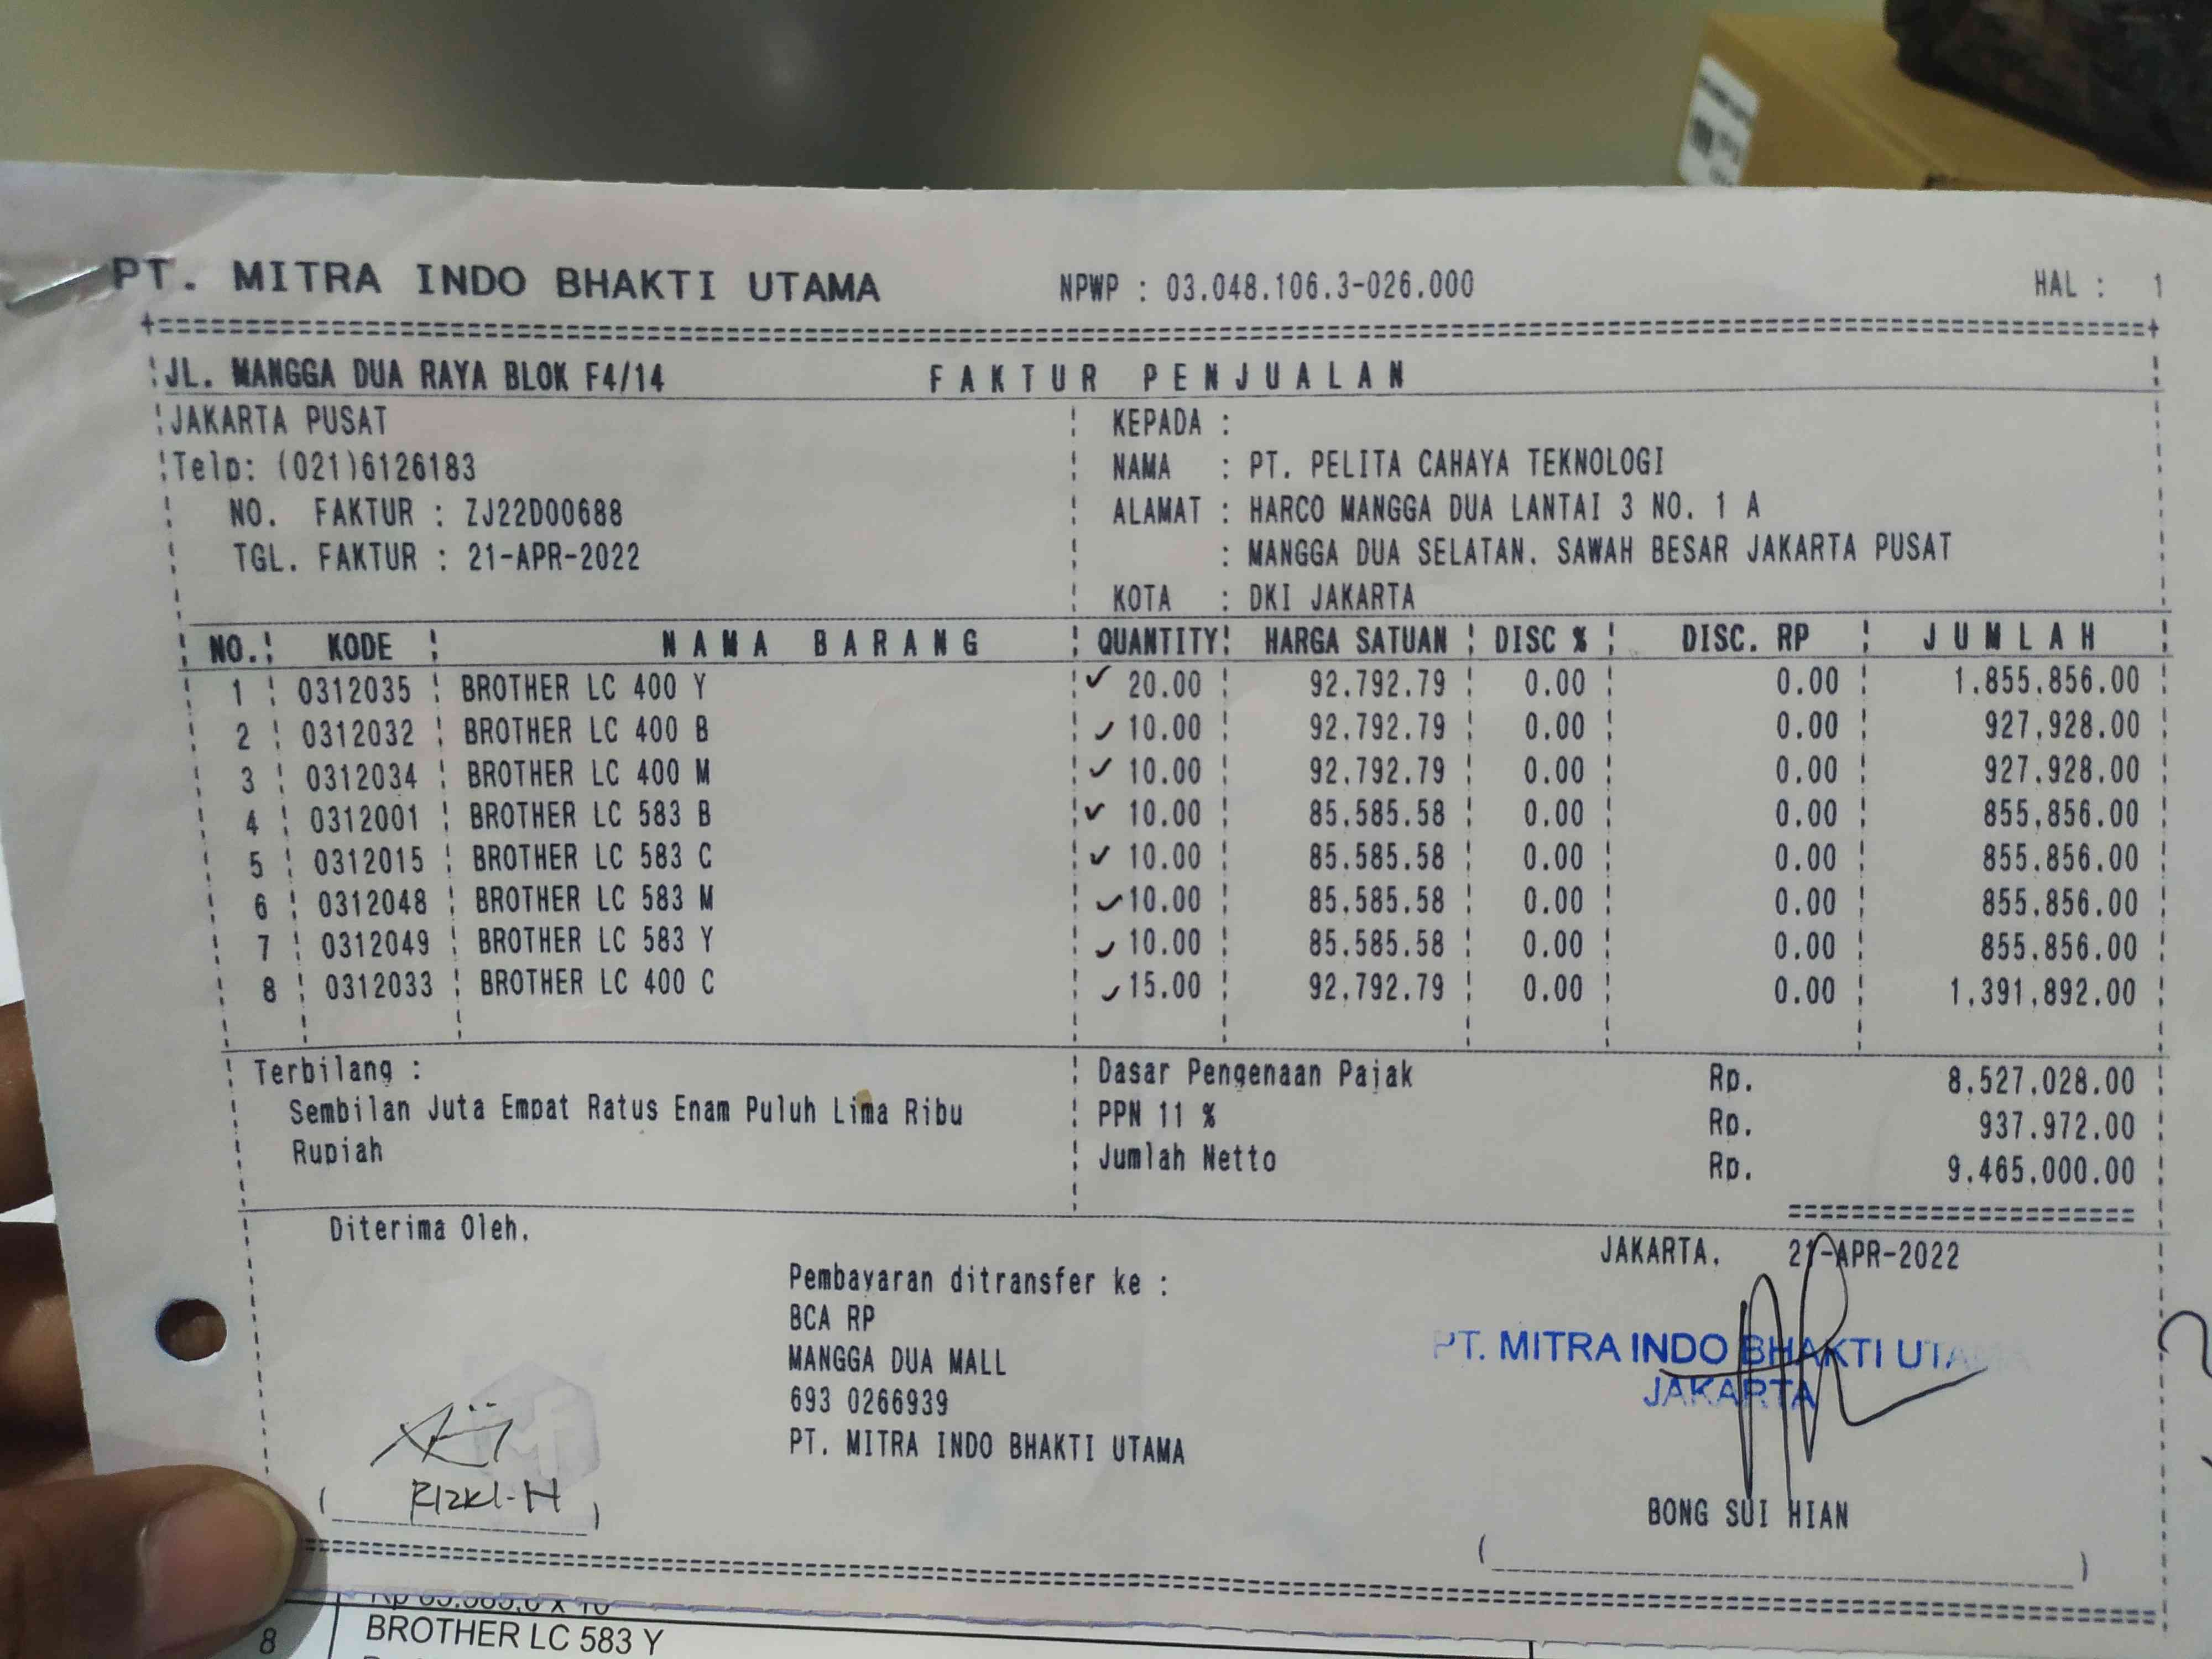 PT. MITRA INDO BHAKTI UTAMA NPWP : 03.048.106.3-026.000 HAL : 1
JL. MANGGA DUA RAYA BLOK F4/14 FAKTUR PENJUALAN
JAKARTA PUSAT KEPADA :
Telp: (021)6126183 NAMA : PT. PELITA CAHAYA TEKNOLOGI
NO. FAKTUR : ZJ22D00688 ALAMAT : HARCO MANGGA DUA LANTAI 3 NO. 1 A
TGL. FAKTUR : 21-APR-2022 : MANGGA DUA SELATAN. SAWAH BESAR JAKARTA PUSAT
KOTA : DKI JAKARTA
NO. KODE NAMA BARANG QUANTITY HARGA SATUAN DISC % DISC. RP JUMLAH
1 0312035 BROTHER LC 400 Y 20.00 92.792.79 0.00 0.00 1.855.856.00
2 0312032 BROTHER LC 400 B 10.00 92.792.79 0.00 0.00 927,928.00
3 0312034 BROTHER LC 400 M 10.00 92.792.79 0.00 0.00 927.928.00
4 0312001 BROTHER LC 583 B 10.00 85.585.58 0.00 0.00 855,856.00
5 0312015 BROTHER LC 583 C 10.00 85.585.58 0.00 0.00 855.856.00
6 0312048 BROTHER LC 583 M 10.00 85.585.58 0.00 0.00 855.856.00
7 0312049 BROTHER LC 583 Y 10.00 85.585.58 0.00 0.00 855.856.00
8 0312033 BROTHER LC 400 C 15.00 92.792.79 0.00 0.00 1,391,892.00
Terbilang : Dasar Pengenaan Pajak Rp. 8,527,028.00
Sembilan Juta Empat Ratus Enam Puluh Lima Ribu PPN 11 % Rp. 937.972.00
Rupiah Jumlah Netto Rp. 9.465.000.00
Diterima Oleh. JAKARTA. 21-APR-2022
Pembayaran ditransfer ke :
BCA RP
MANGGA DUA MALL
693 0266939
PT. MITRA INDO BHAKTI UTAMA
PT. MITRA INDO BHAKTI UTAMA
JAKARTA
RIZKI-H
BONG SUI HIAN
8 BROTHER LC 583 Y